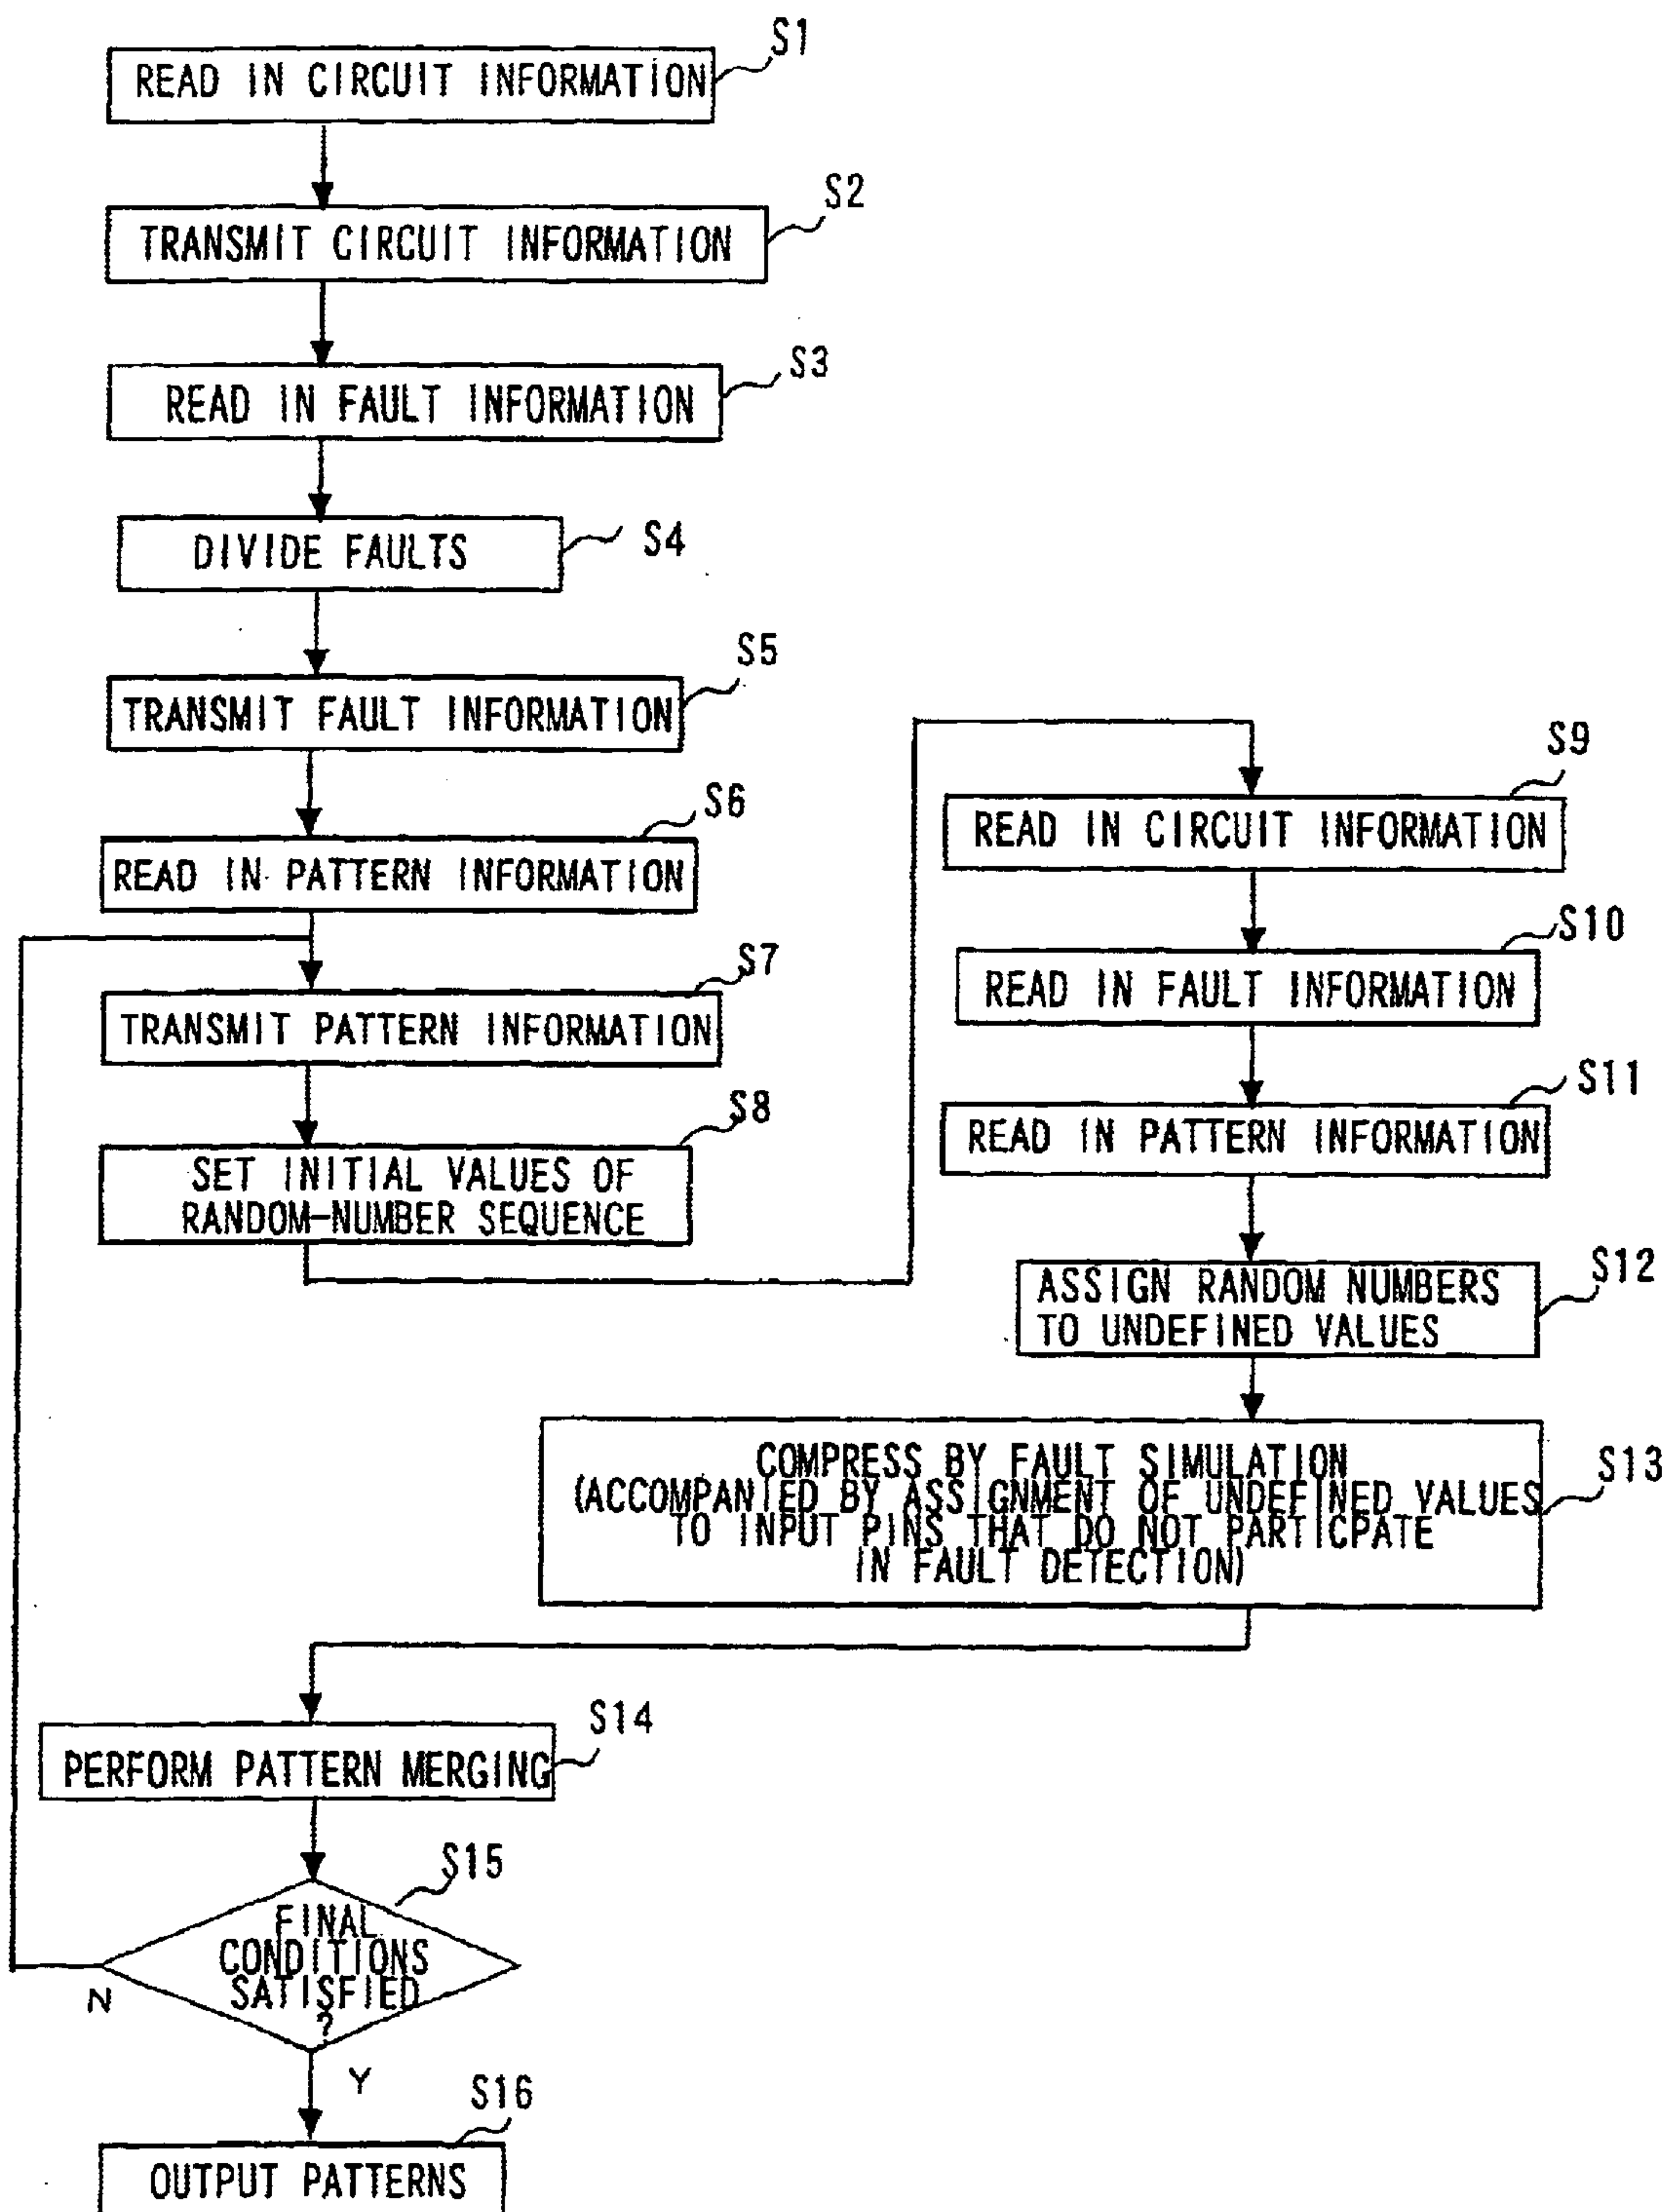 S1
READ IN CIRCUIT INFORMATION
S2
TRANSMIT CIRCUIT INFORMATION
S3
READ IN FAULT INFORMATION
S4
DIVIDE FAULTS
S5
TRANSMIT FAULT INFORMATION
S6
READ IN PATTERN INFORMATION
S7
TRANSMIT PATTERN INFORMATION
S8
SET INITIAL VALUES OF
RANDOM-NUMBER SEQUENCE
S9
READ IN CIRCUIT INFORMATION
S10
READ IN FAULT INFORMATION
S11
READ IN PATTERN INFORMATION
S12
ASSIGN RANDOM NUMBERS
TO UNDEFINED VALUES
S13
COMPRESS BY FAULT SIMULATION
(ACCOMPANIED BY ASSIGNMENT OF UNDEFINED VALUES
TO INPUT PINS THAT DO NOT PARTICPATE
IN FAULT DETECTION)
S14
PERFORM PATTERN MERGING
S15
FINAL
CONDITIONS
SATISFIED
?
N
Y
S16
OUTPUT PATTERNS